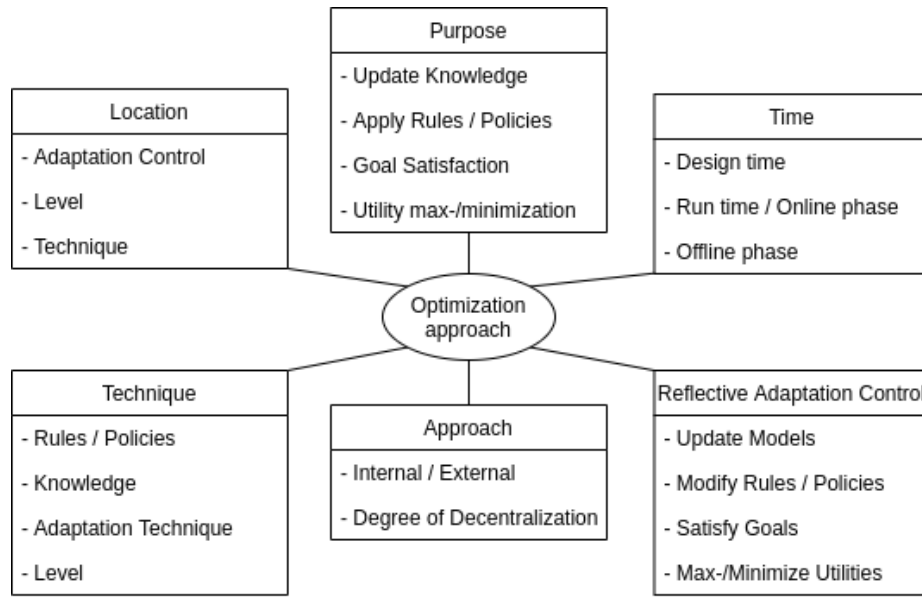 Purpose
- Update Knowledge
- Apply Rules / Policies
- Goal Satisfaction
- Utility max-/minimization
Location
- Adaptation Control
- Level
- Technique
Time
- Design time
- Run time / Online phase
- Offline phase
Optimization
approach
Technique
- Rules / Policies
- Knowledge
- Adaptation Technique
- Level
Approach
- Internal / External
- Degree of Decentralization
Reflective Adaptation Control
- Update Models
- Modify Rules / Policies
- Satisfy Goals
- Max-/Minimize Utilities